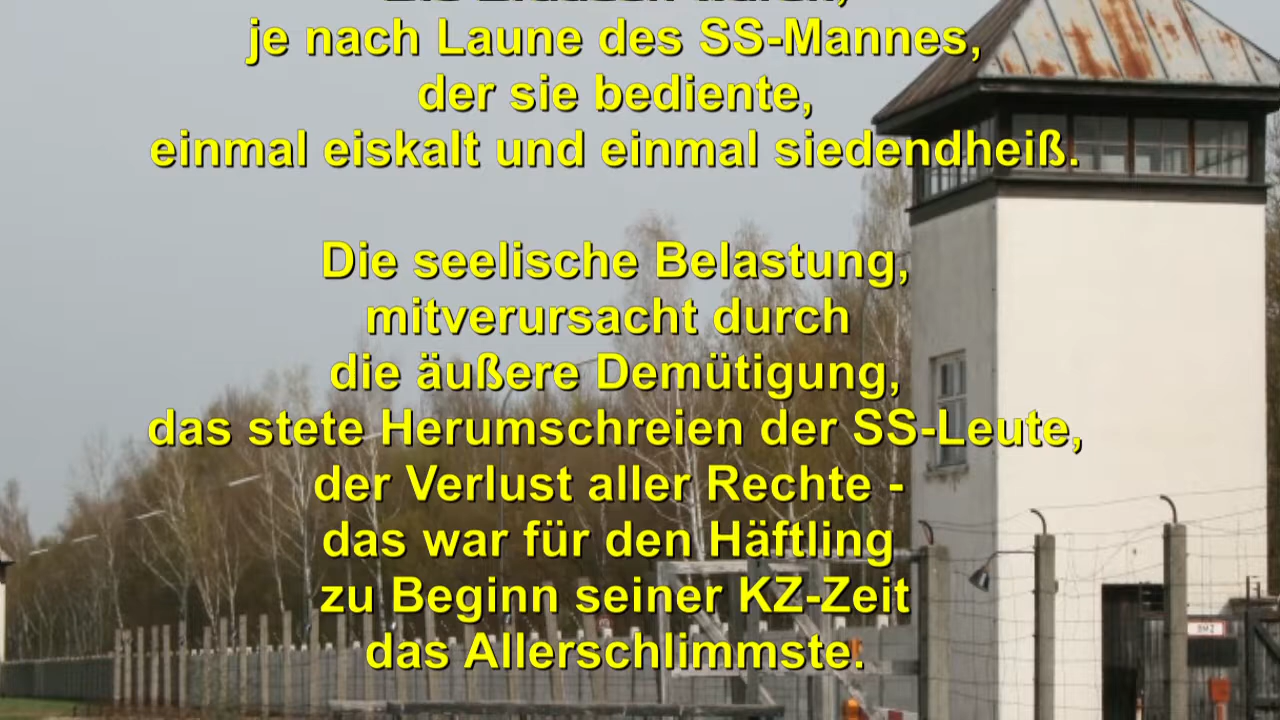 je nach Laune des SS-Mannes,
der sie bediente,
einmal eiskalt und einmal siedendheiß.
Die seelische Belastung,
mitverursacht durch
die äußere Demütigung,
das stete Herumschreien der SS-Leute,
der Verlust aller Rechte -
das war für den Häftling
zu Beginn seiner KZ-Zeit
das Allerschlimmste.